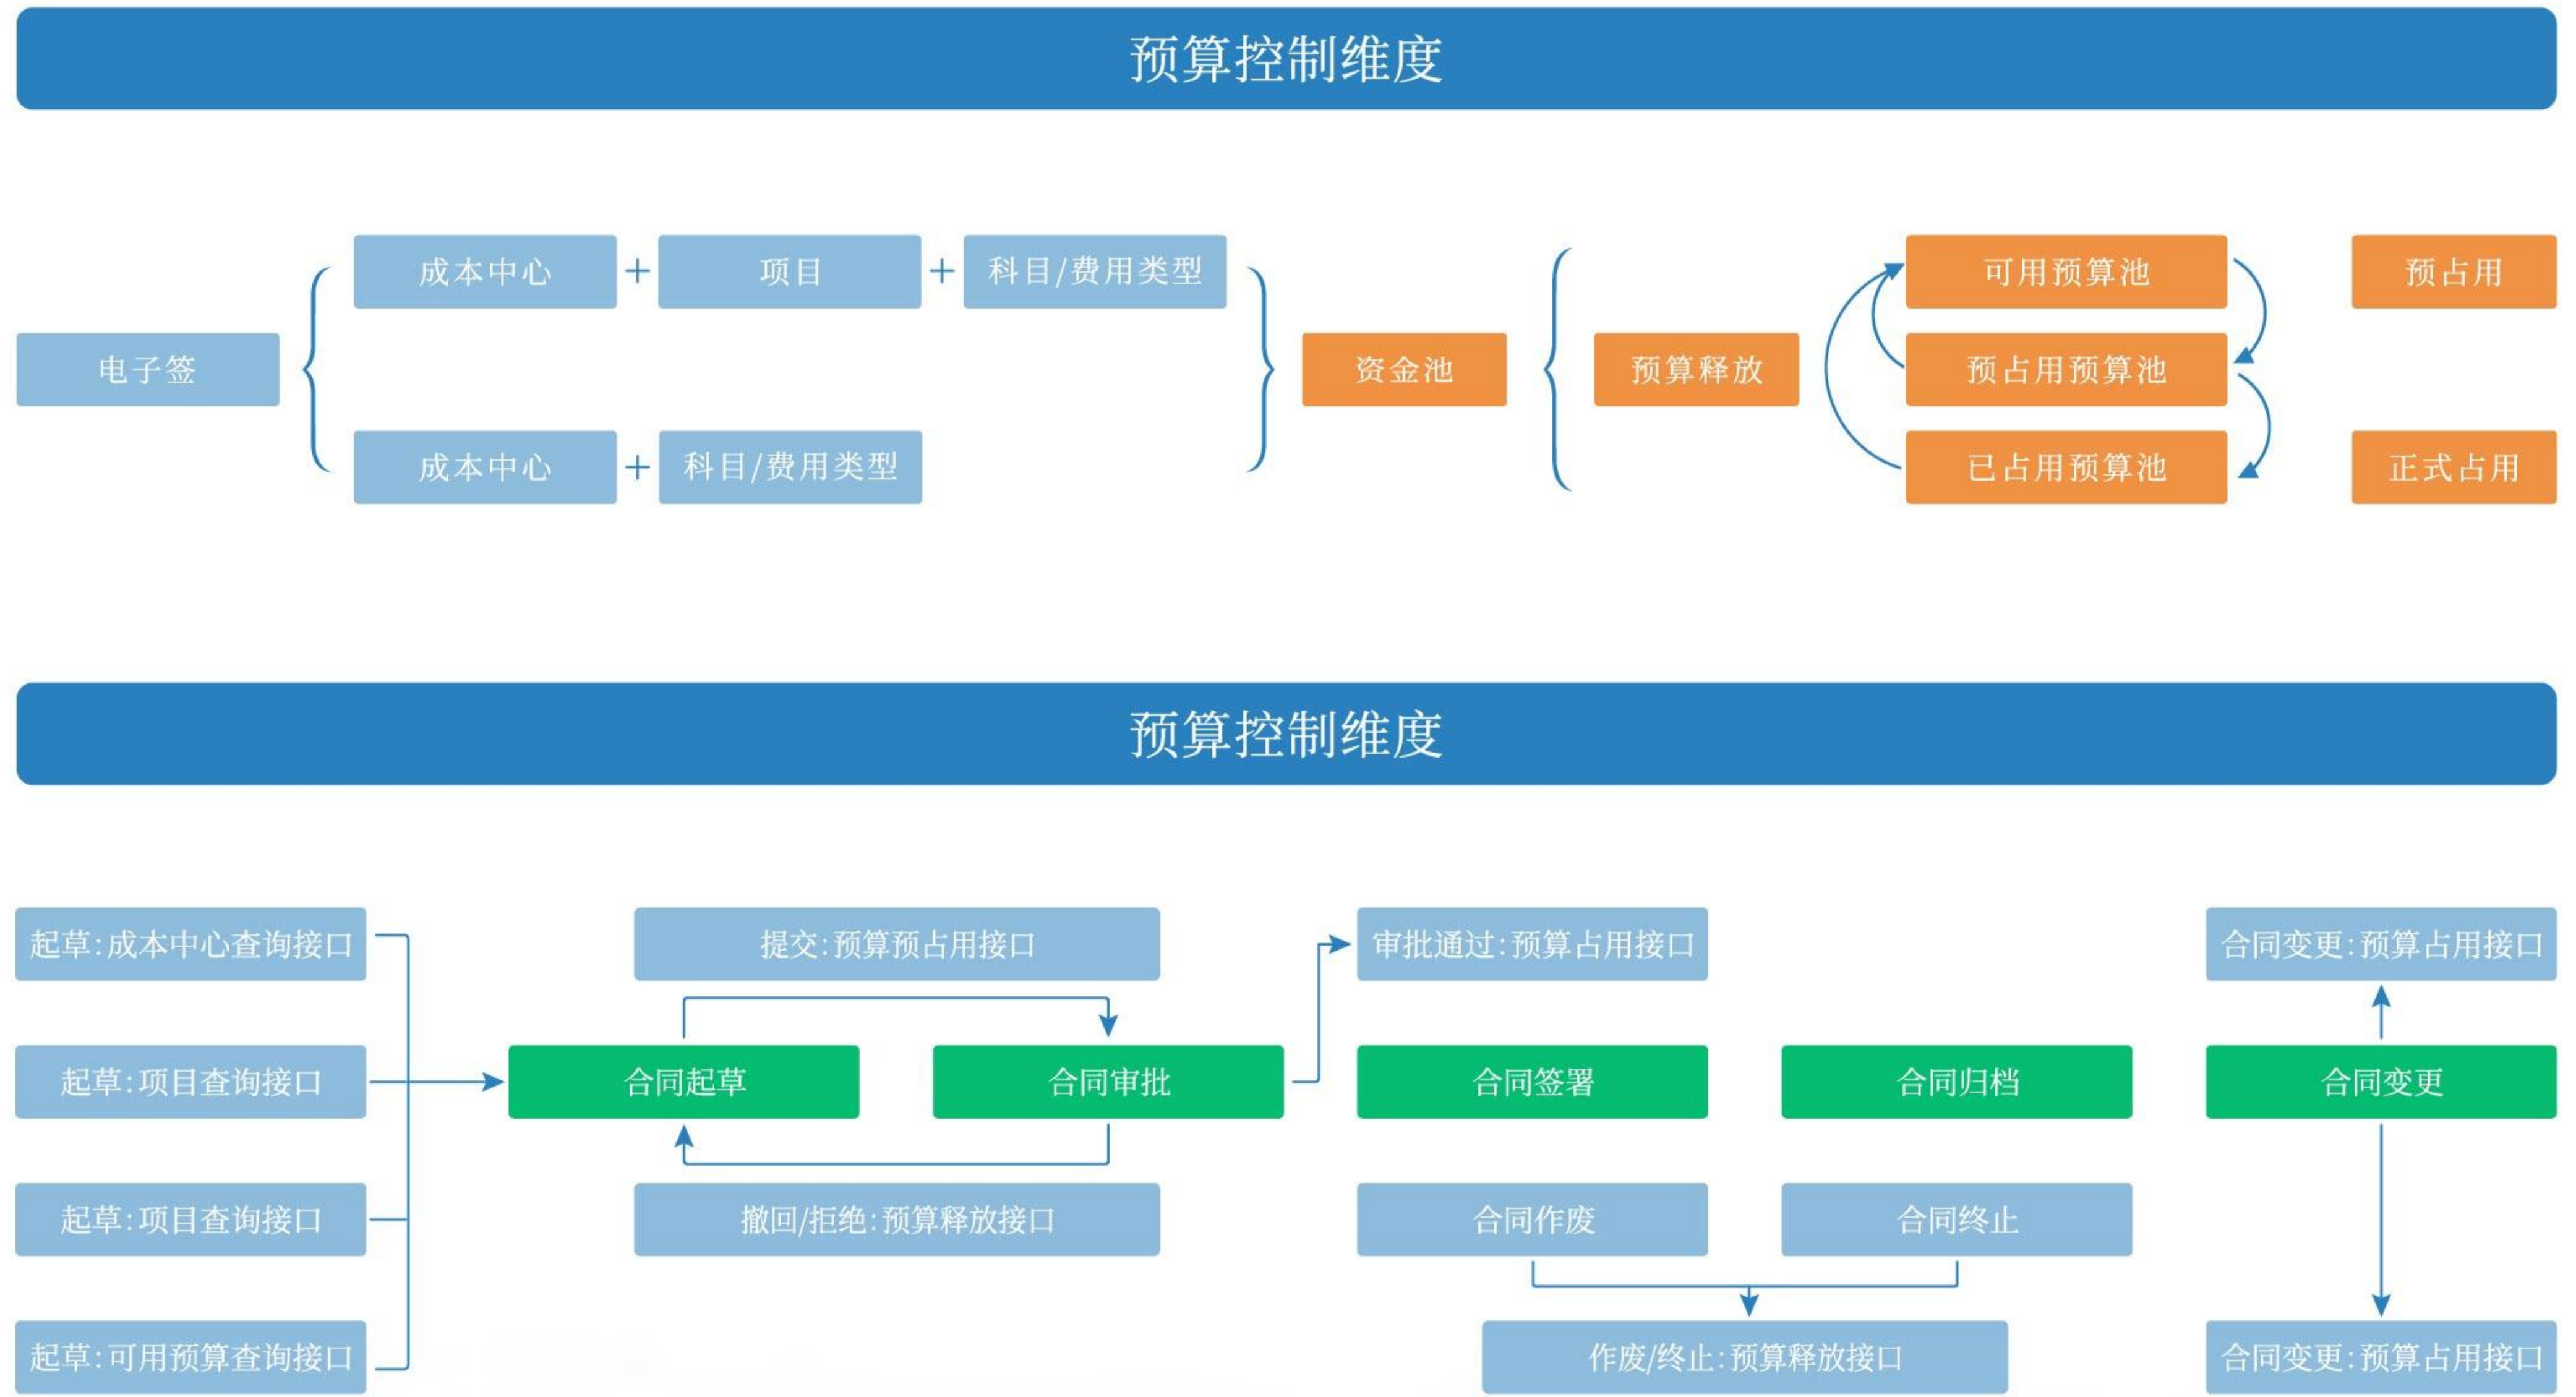 预算控制维度
成本中心 + 项目 + 科目/费用类型
可用预算池
预占用
电子签
资金池
预算释放
预占用预算池
成本中心 + 科目/费用类型
已占用预算池
正式占用
预算控制维度
起草:成本中心查询接口
提交:预算预占用接口
审批通过:预算占用接口
合同变更:预算占用接口
起草:项目查询接口
合同起草
合同审批
合同签署
合同归档
合同变更
起草:项目查询接口
撤回/拒绝:预算释放接口
合同作废
合同终止
起草:可用预算查询接口
作废/终止:预算释放接口
合同变更:预算占用接口